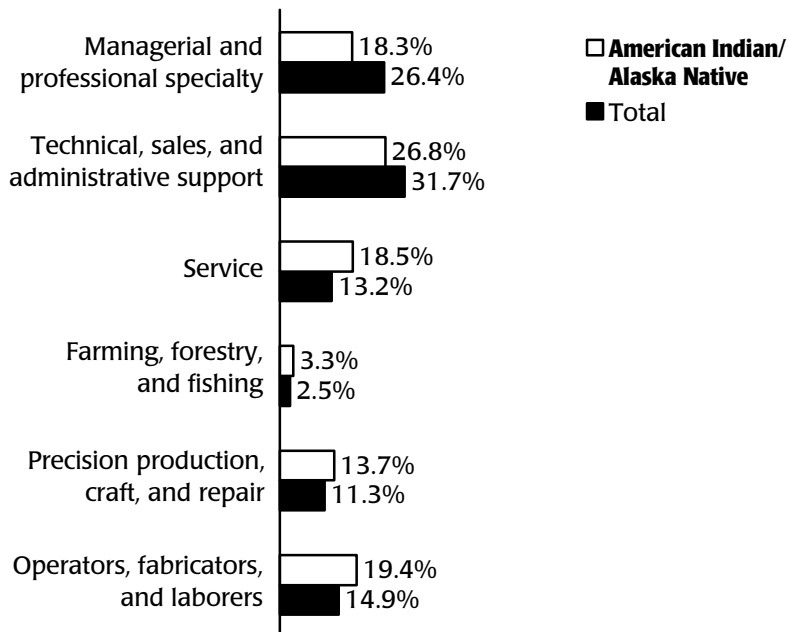 Managerial and
professional specialty
18.3%
26.4%
American Indian/
Alaska Native
Total
Technical, sales, and
administrative support
26.8%
31.7%
Service
18.5%
13.2%
Farming, forestry,
and fishing
3.3%
2.5%
Precision production,
craft, and repair
13.7%
11.3%
Operators, fabricators,
and laborers
19.4%
14.9%